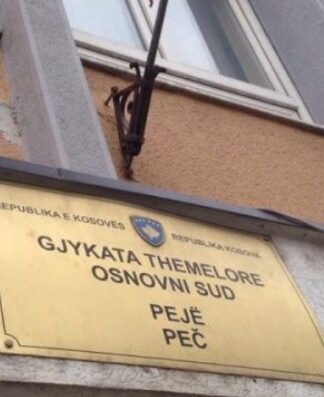 REPUBLIKA E KOSOVËS REPUBLIKA KOSOVA
GJYKATA THEMELORE
OSNOVNI SUD
PEJË
PEČ